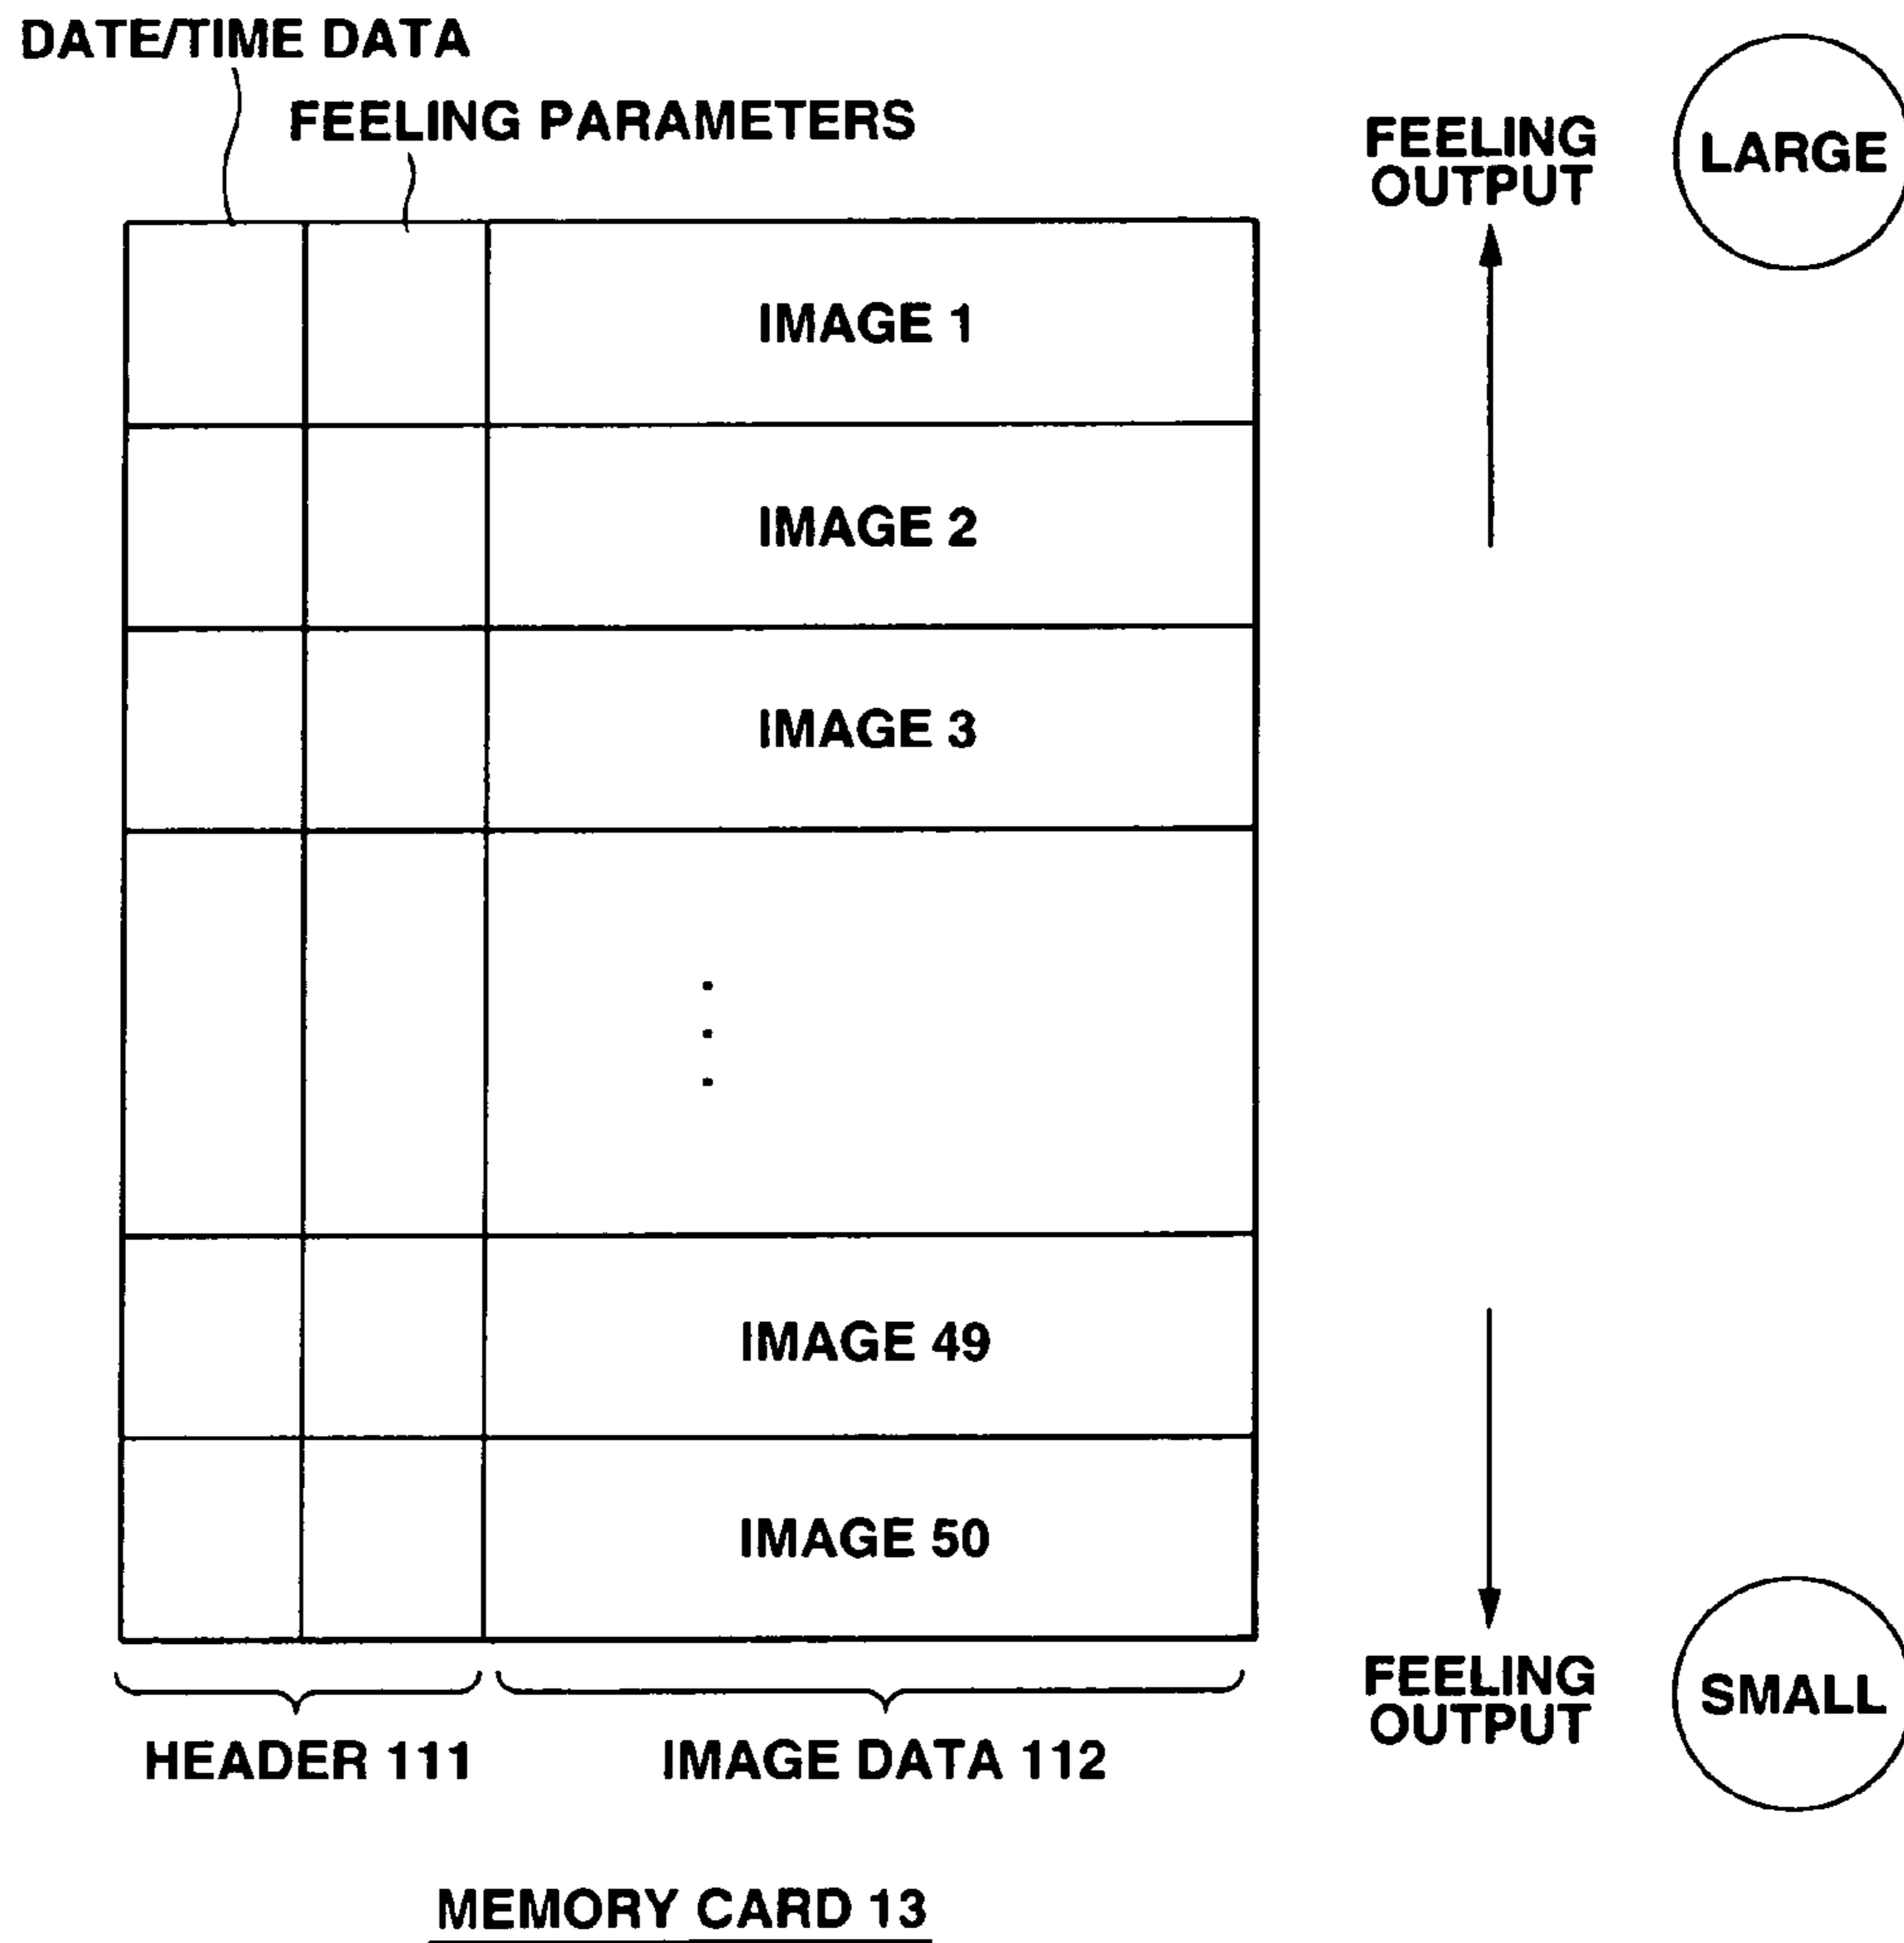 DATE/TIME DATA
FEELING PARAMETERS
FEELING
OUTPUT
LARGE
IMAGE 1
IMAGE 2
IMAGE 3
IMAGE 49
IMAGE 50
FEELING
OUTPUT
SMALL
HEADER 111
IMAGE DATA 112
MEMORY CARD 13